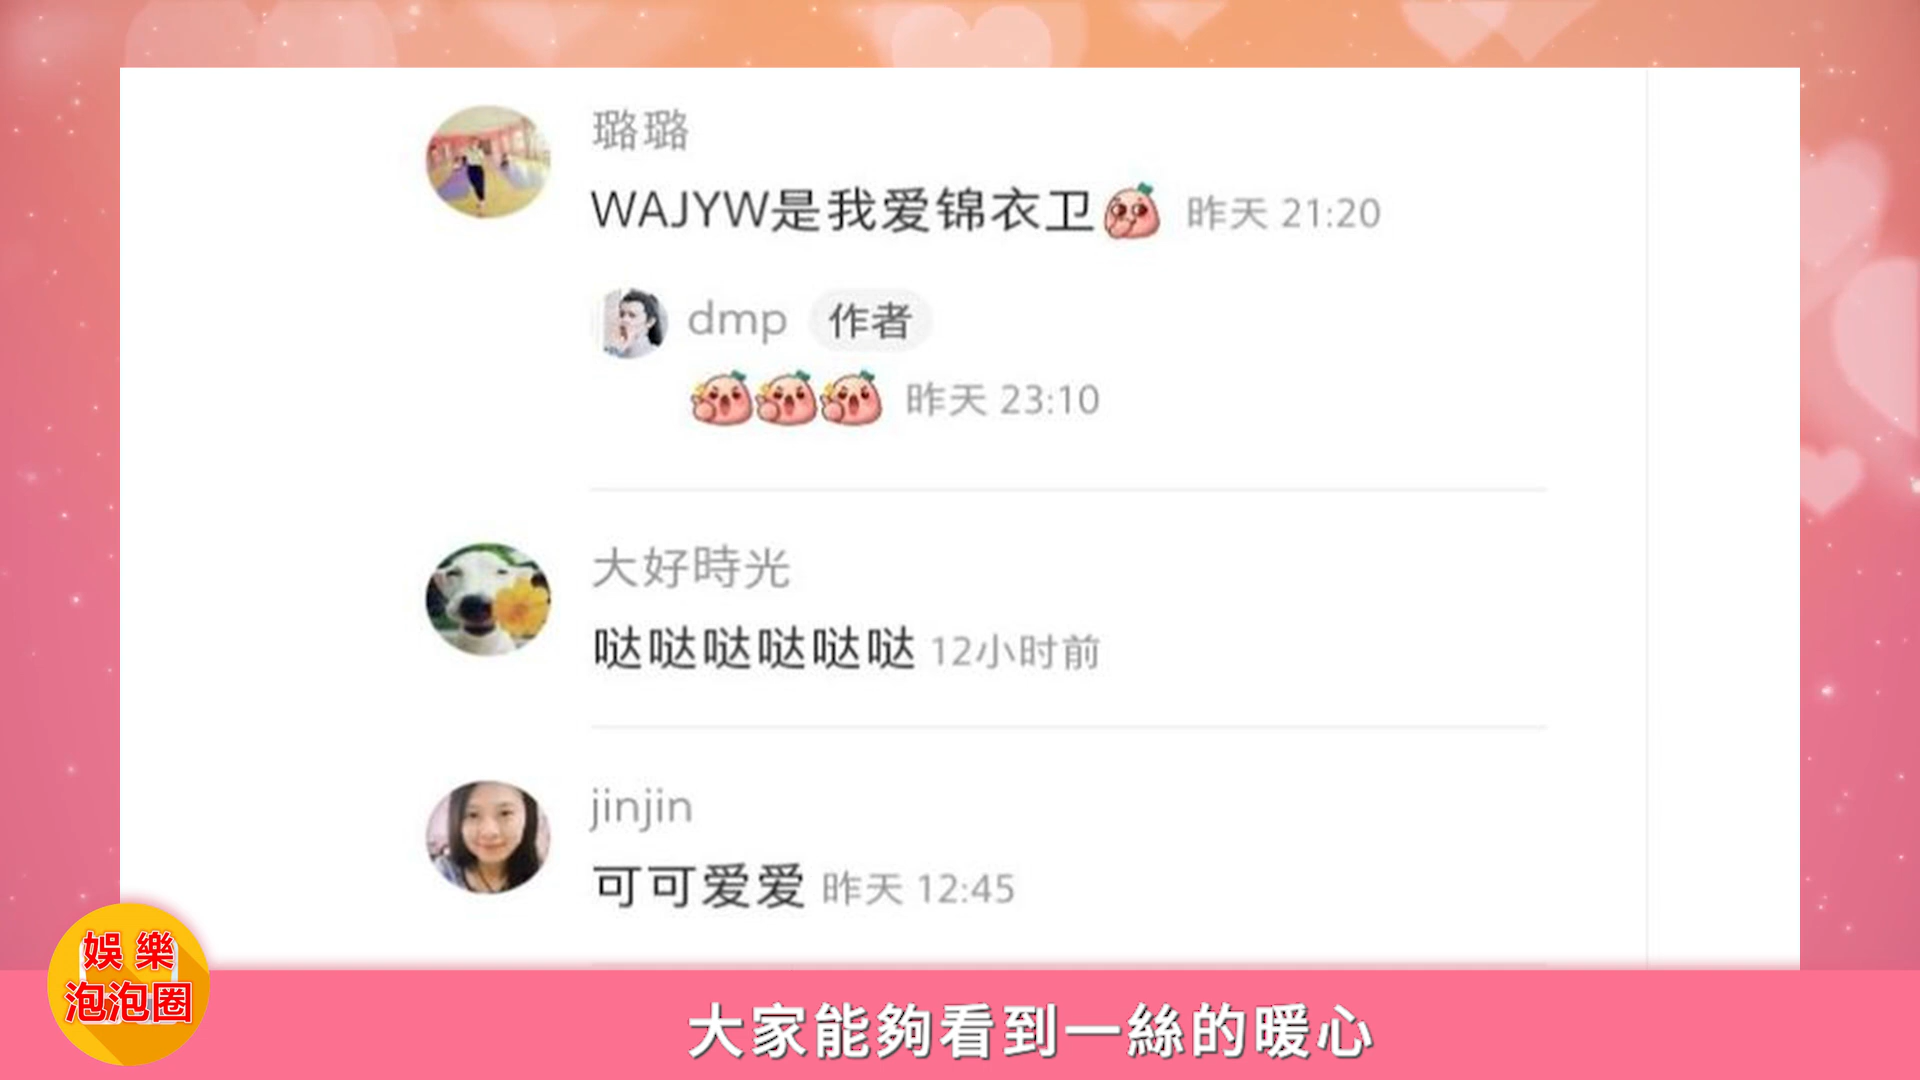 璐璐
WAJYW是我爱锦衣卫 昨天 21:20
dmp 作者
昨天 23:10
大好時光
哒哒哒哒哒哒 12小时前
jinjin
可可爱爱 昨天 12:45
娛樂
泡泡圈
大家能夠看到一絲的暖心